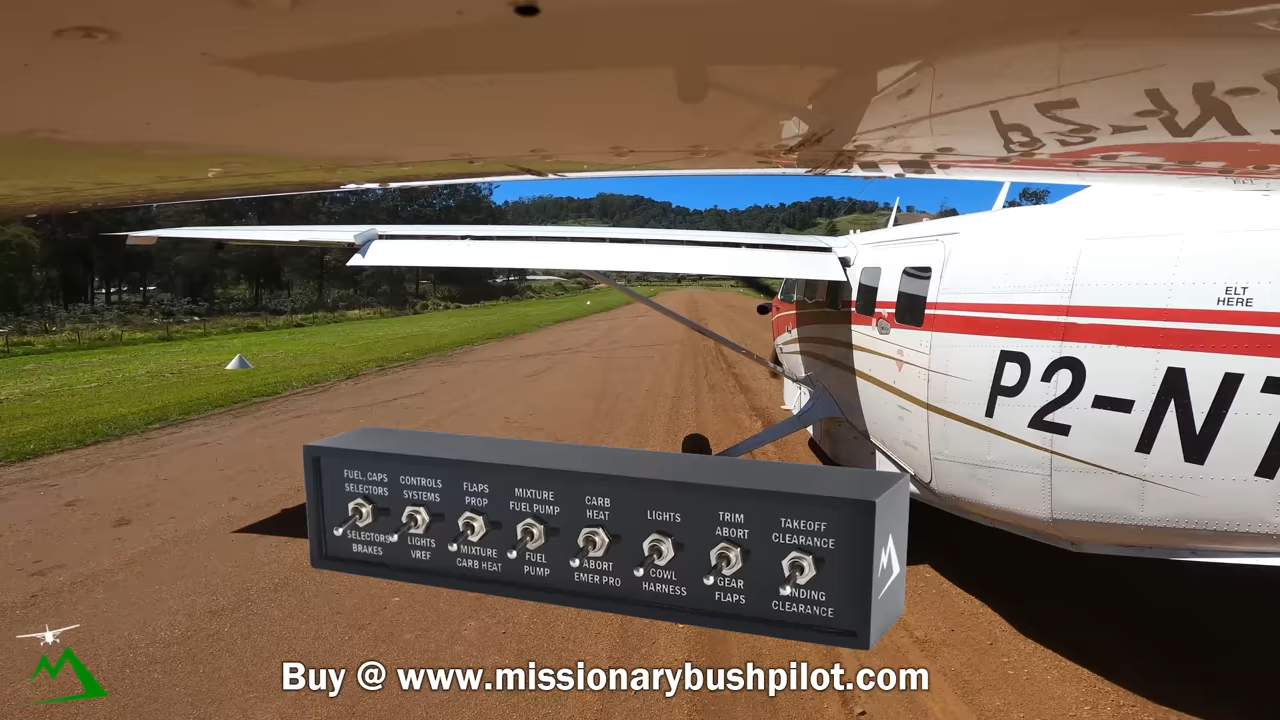 ELT
HERE
P2-N
FUEL, CAPS
SELECTORS
SELECTORS
BRAKES
CONTROLS
SYSTEMS
LIGHTS
VREF
FLAPS
PROP
MIXTURE
CARB HEAT
MIXTURE
FUEL PUMP
FUEL
PUMP
CARB
HEAT
ABORT
EMER PRO
LIGHTS
COWL
HARNESS
TRIM
ABORT
GEAR
FLAPS
TAKEOFF
CLEARANCE
CLEARANCE
Buy @ www.missionarybushpilot.com